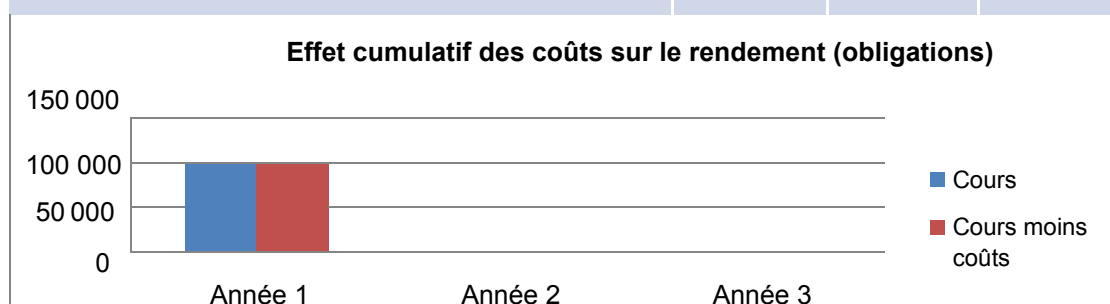 Effet cumulatif des coûts sur le rendement (obligations)
150 000
100 000
50 000
0
Année 1
Année 2
Année 3
Cours
Cours moins
coûts